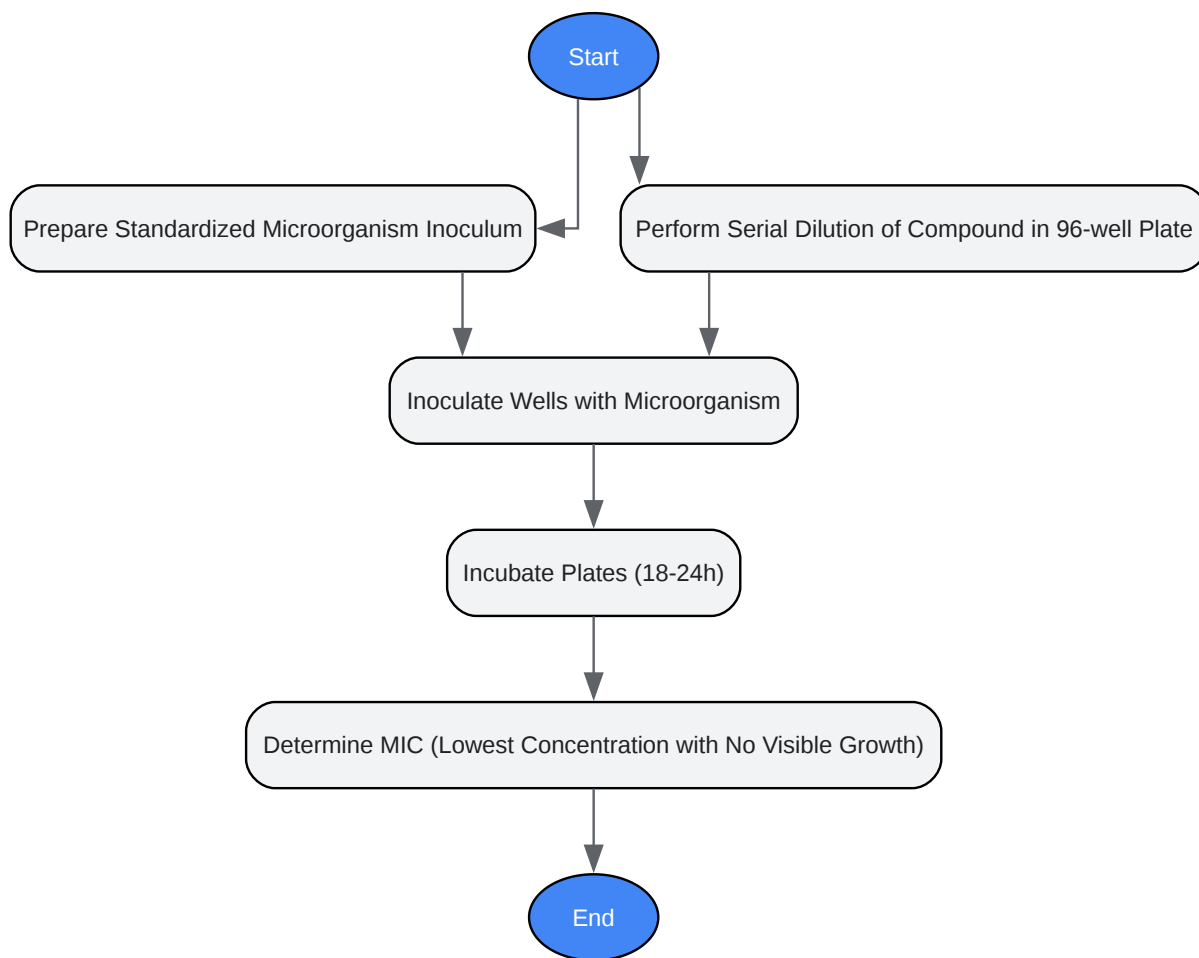 Start
Prepare Standardized Microorganism Inoculum
Perform Serial Dilution of Compound in 96-well Plate
Inoculate Wells with Microorganism
Incubate Plates (18-24h)
Determine MIC (Lowest Concentration with No Visible Growth)
End